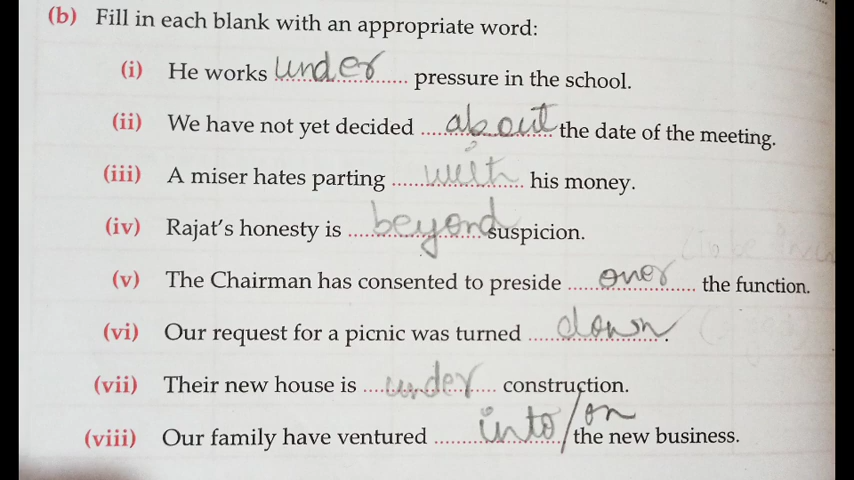 (b) Fill in each blank with an appropriate word:
(i) He works under pressure in the school.
(ii) We have not yet decided about the date of the meeting.
(iii) A miser hates parting with his money.
(iv) Rajat's honesty is beyond suspicion.
(v) The Chairman has consented to preside over the function.
(vi) Our request for a picnic was turned down.
(vii) Their new house is under construction.
(viii) Our family have ventured into/on the new business.